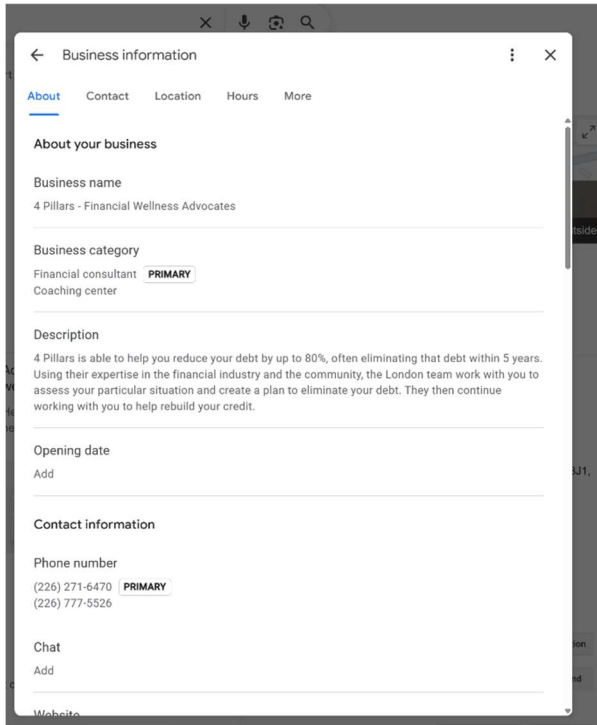 Business information
About Contact Location Hours More
About your business
Business name
4 Pillars - Financial Wellness Advocates
Business category
Financial consultant PRIMARY
Coaching center
Description
4 Pillars is able to help you reduce your debt by up to 80%, often eliminating that debt within 5 years.
Using their expertise in the financial industry and the community, the London team work with you to
assess your particular situation and create a plan to eliminate your debt. They then continue
working with you to help rebuild your credit.
Opening date
Add
Contact information
Phone number
(226) 271-6470 PRIMARY
(226) 777-5526
Chat
Add
Website